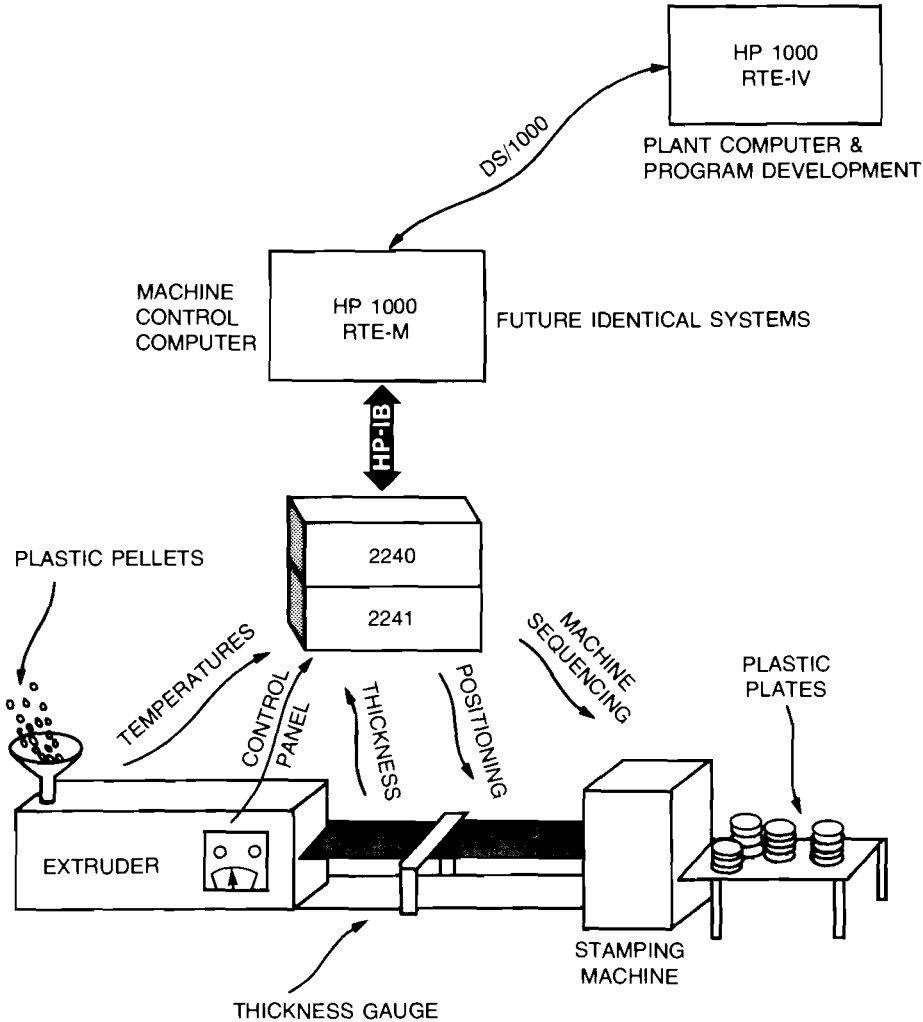 HP 1000
RTE-IV
PLANT COMPUTER &
PROGRAM DEVELOPMENT
DS/1000
MACHINE
CONTROL
COMPUTER
HP 1000
RTE-M
FUTURE IDENTICAL SYSTEMS
HP-IB
2240
2241
PLASTIC PELLETS
TEMPERATURES
CONTROL
PANEL
THICKNESS
POSITIONING
MACHINE
SEQUENCING
PLASTIC
PLATES
EXTRUDER
STAMPING
MACHINE
THICKNESS GAUGE